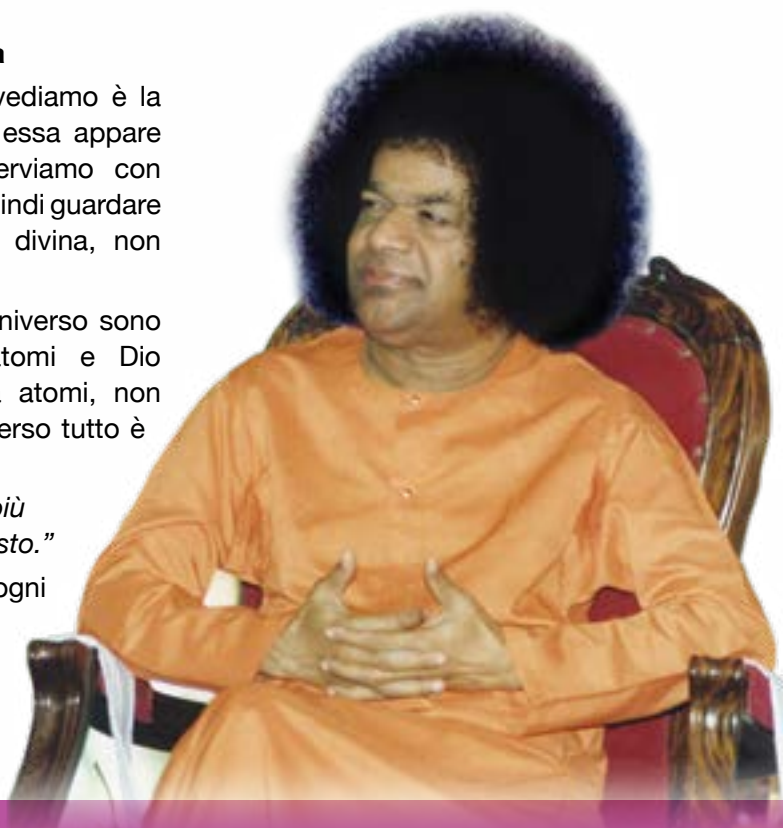 vediamo è la
essa appare
erviamo con
indi guardare
divina, non
niverso sono
tomi e Dio
atomi, non
erso tutto è
più
sto.”
ogni